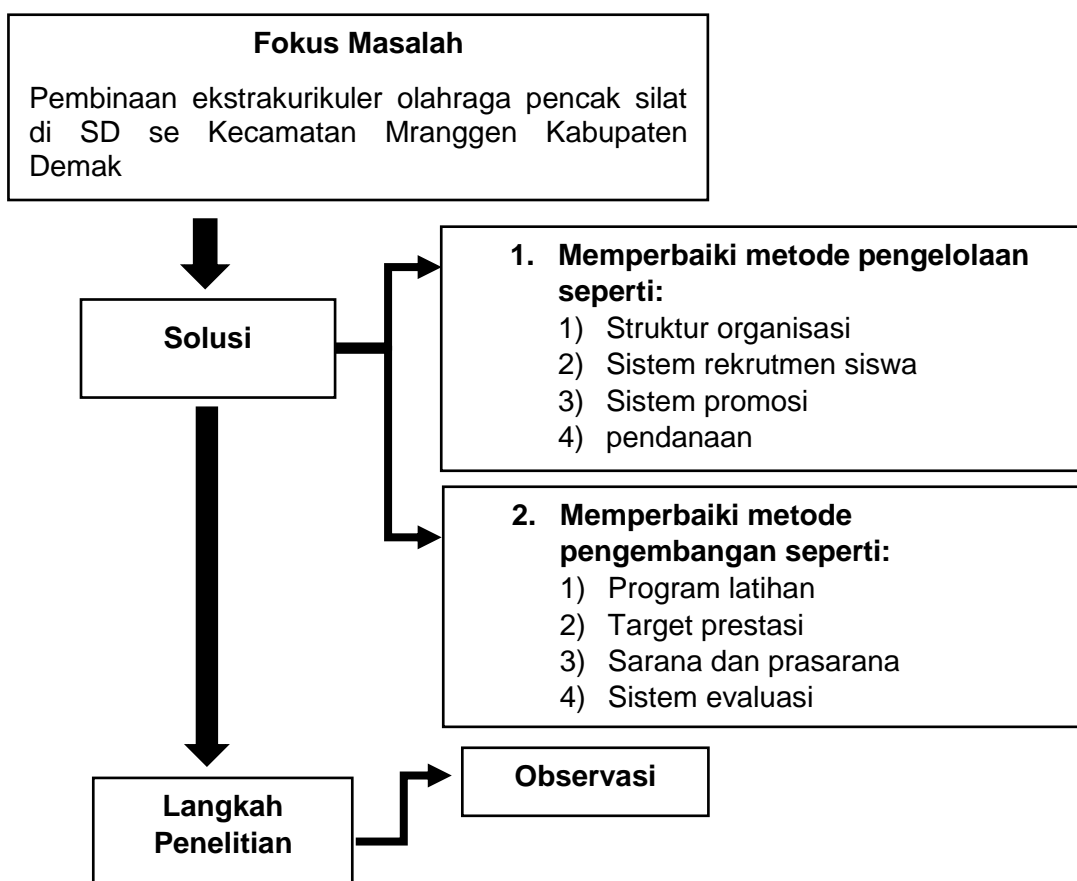 Fokus Masalah
Pembinaan ekstrakurikuler olahraga pencak silat
di SD se Kecamatan Mranggen Kabupaten
Demak
Solusi
1. Memperbaiki metode pengelolaan
seperti:
1) Struktur organisasi
2) Sistem rekrutmen siswa
3) Sistem promosi
4) pendanaan
2. Memperbaiki metode
pengembangan seperti:
1) Program latihan
2) Target prestasi
3) Sarana dan prasarana
4) Sistem evaluasi
Langkah
Penelitian
Observasi